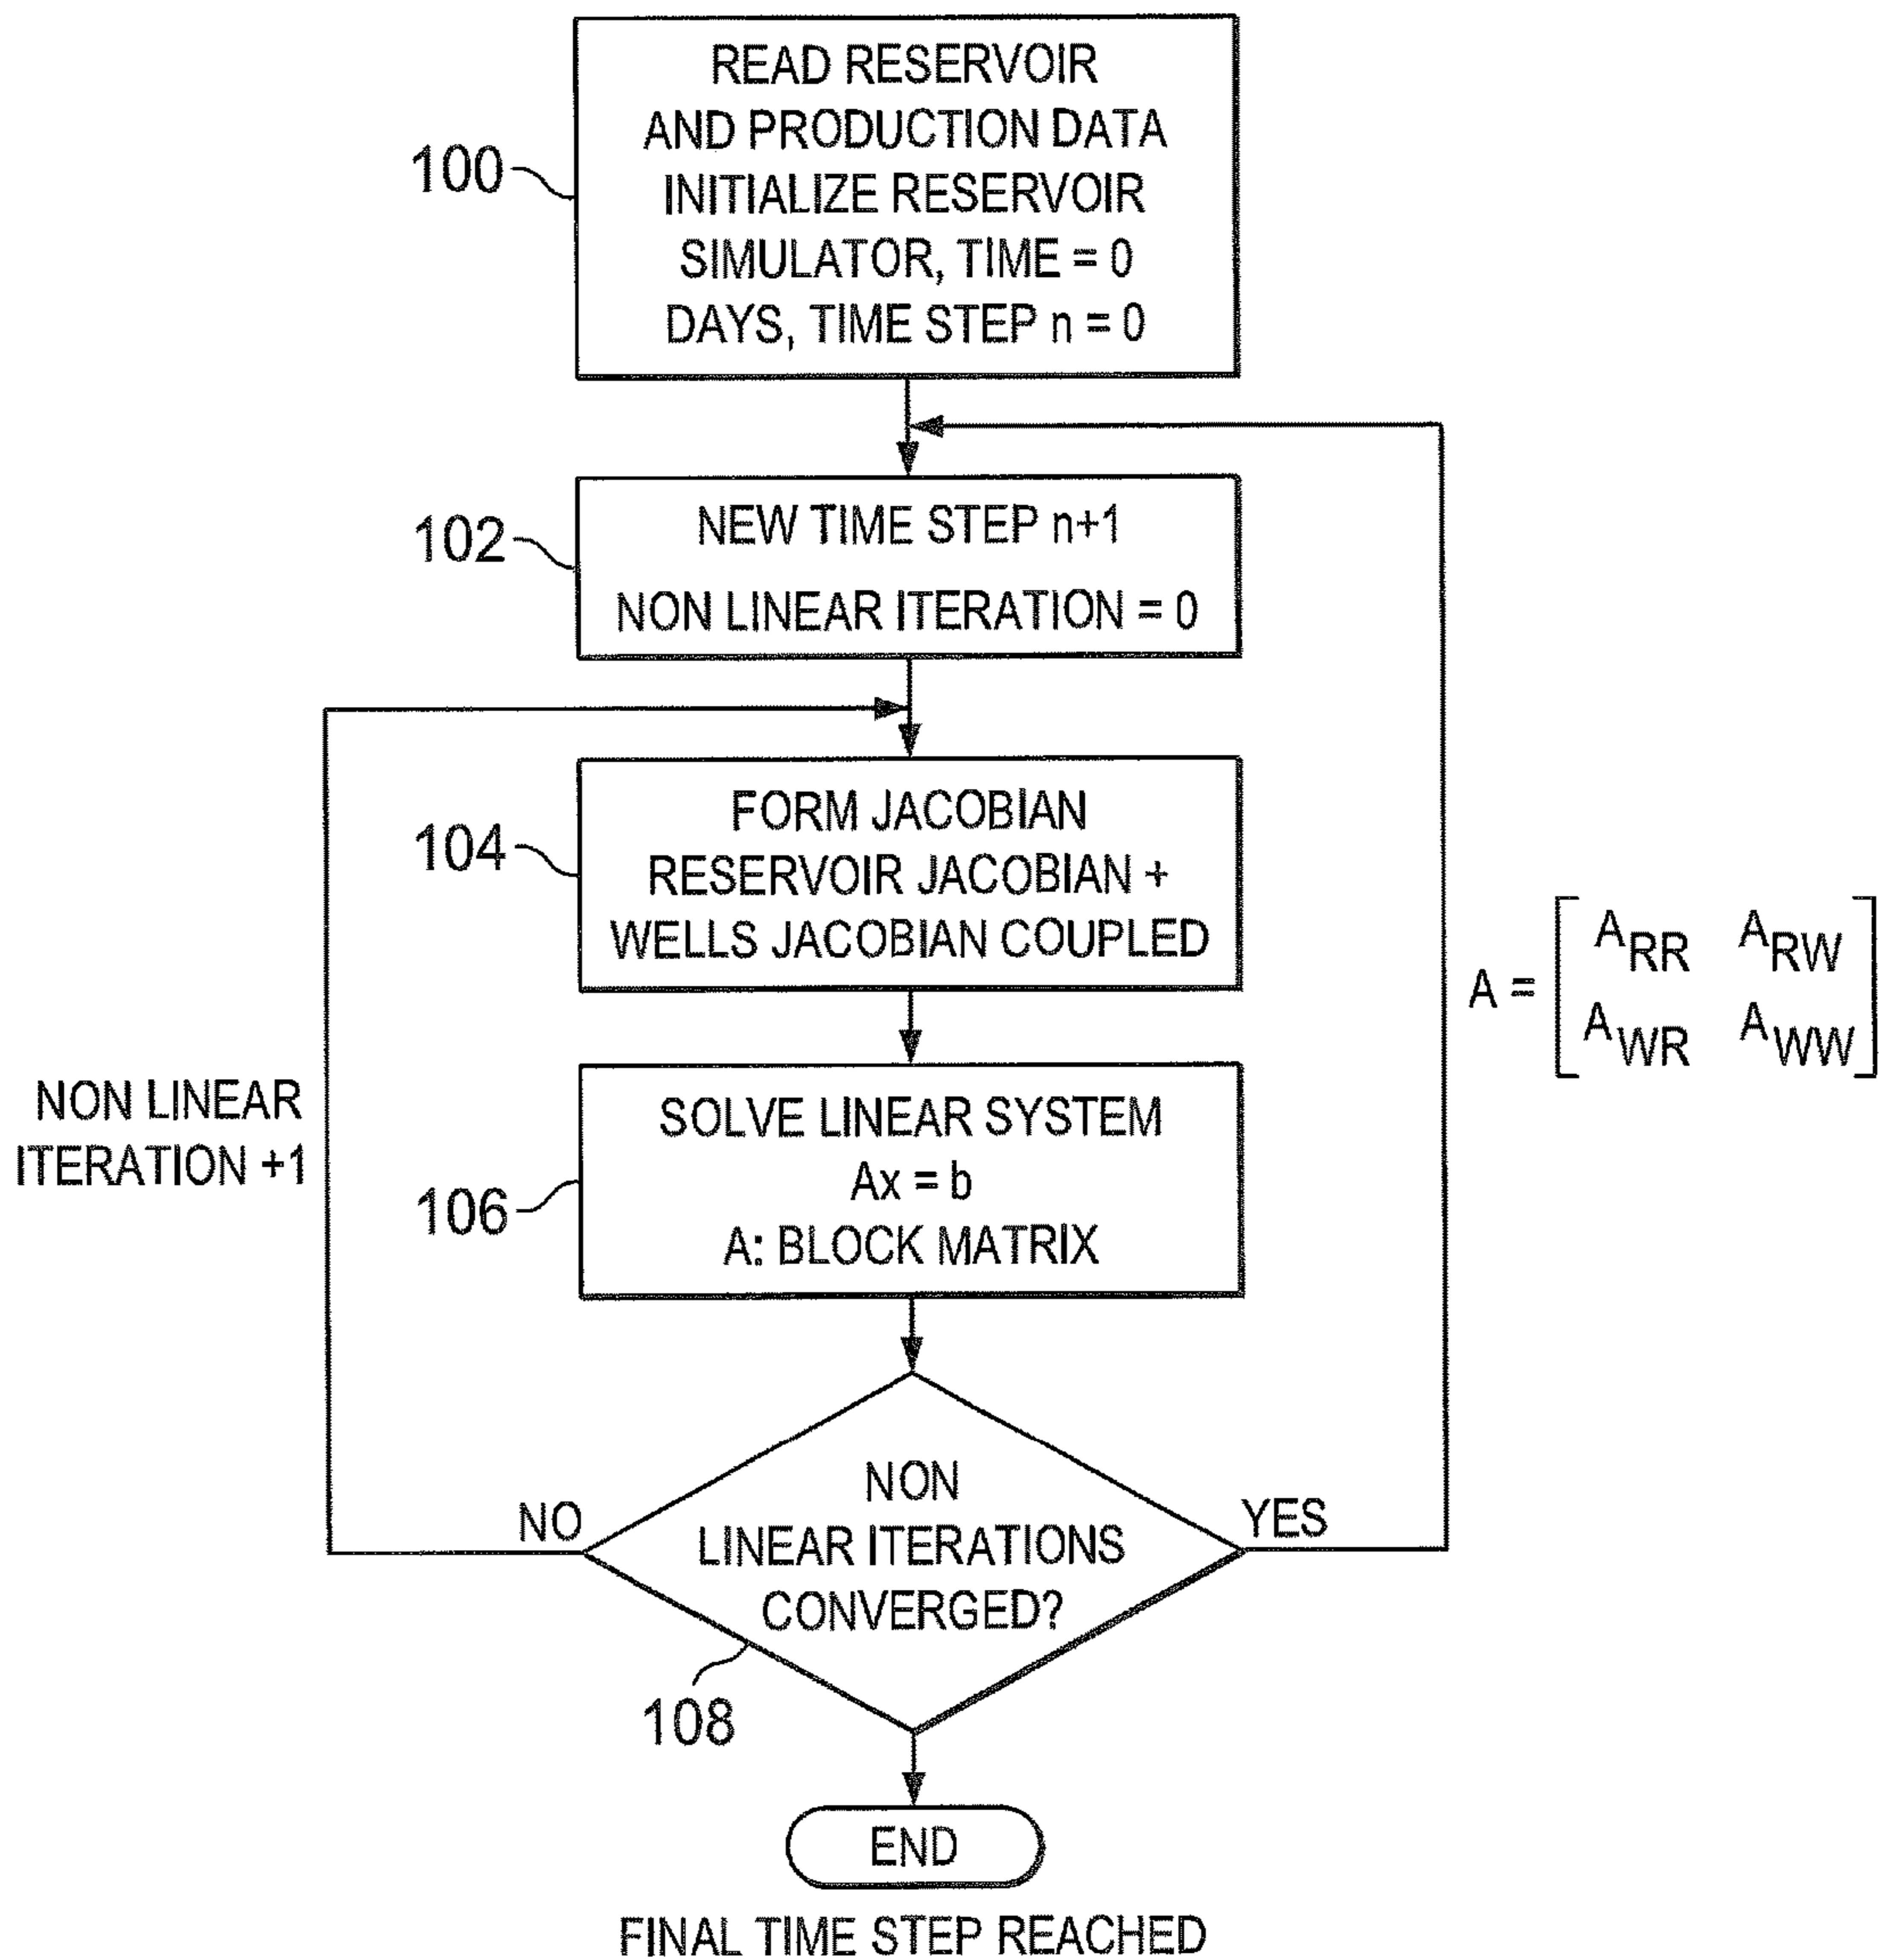 READ RESERVOIR
AND PRODUCTION DATA
INITIALIZE RESERVOIR
SIMULATOR, TIME = 0
DAYS, TIME STEP n = 0
100
NEW TIME STEP n+1
NON LINEAR ITERATION = 0
102
FORM JACOBIAN
RESERVOIR JACOBIAN +
WELLS JACOBIAN COUPLED
104
A = [ A_RR A_RW
A_WR A_WW ]
NON LINEAR
ITERATION +1
SOLVE LINEAR SYSTEM
Ax = b
A: BLOCK MATRIX
106
NON
LINEAR ITERATIONS
CONVERGED?
NO
YES
108
END
FINAL TIME STEP REACHED